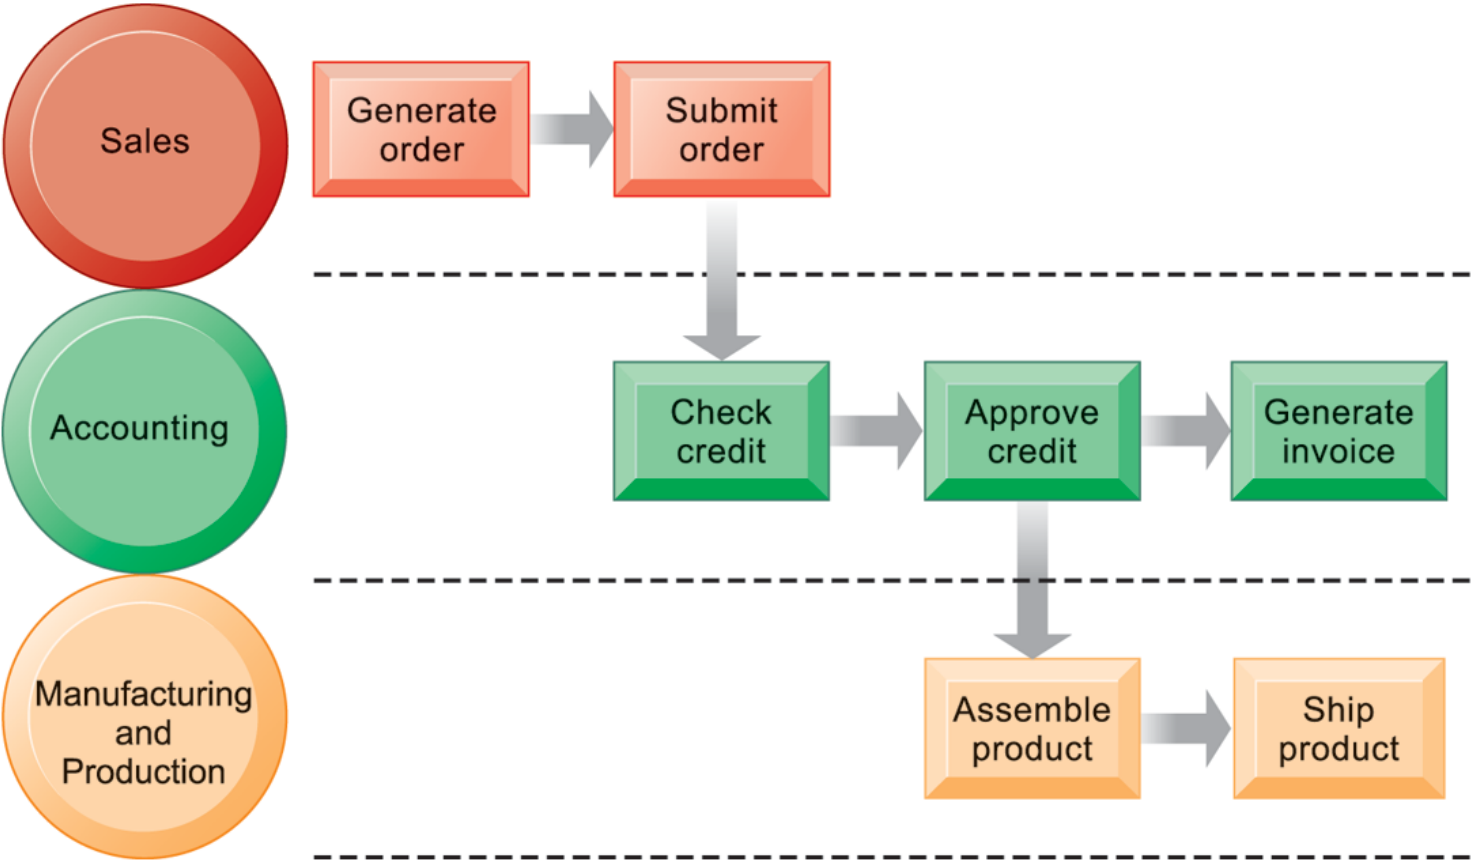 Sales
Generate
order
Submit
order
Accounting
Check
credit
Approve
credit
Generate
invoice
Manufacturing
and
Production
Assemble
product
Ship
product